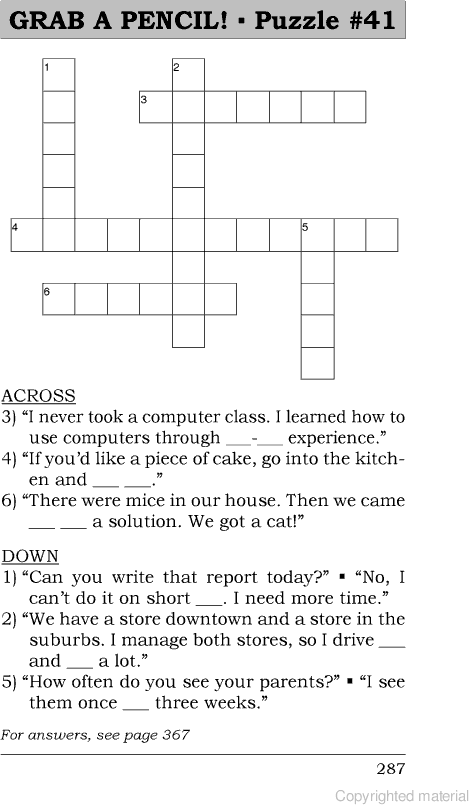 GRAB A PENCIL! ▪ Puzzle #41
1
2
3
4
5
6
ACROSS
3) “I never took a computer class. I learned how to
use computers through ___-___ experience.”
4) “If you’d like a piece of cake, go into the kitch-
en and ___ ___.”
6) “There were mice in our house. Then we came
___ ___ a solution. We got a cat!”
DOWN
1) “Can you write that report today?” ▪ “No, I
can’t do it on short ___. I need more time.”
2) “We have a store downtown and a store in the
suburbs. I manage both stores, so I drive ___
and ___ a lot.”
5) “How often do you see your parents?” ▪ “I see
them once ___ three weeks.”
For answers, see page 367
287
Copyrighted material